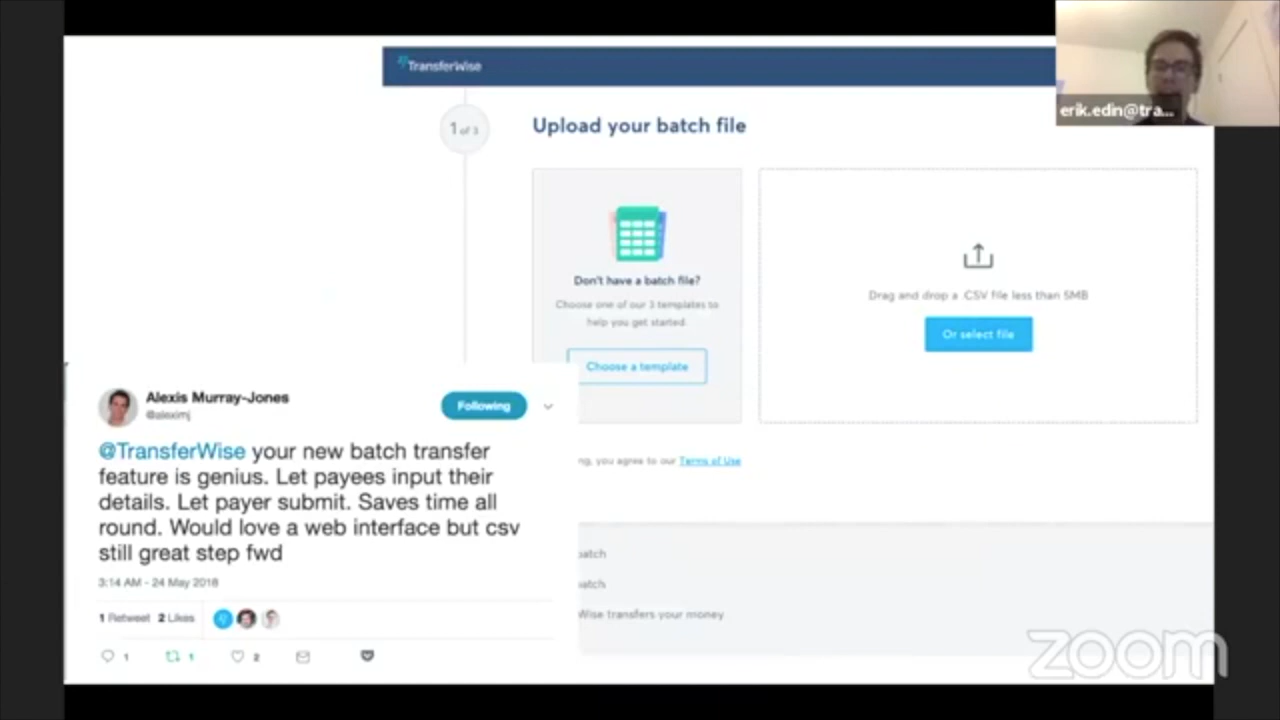 TransferWise
erik.edin@tra...
1 of 3
Upload your batch file
Don't have a batch file?
Choose one of our 3 templates to
help you get started.
Choose a template
Drag and drop a .CSV file less than 5MB
Or select file
ng, you agree to our Terms of Use
Alexis Murray-Jones
@aleximj
Following
@TransferWise your new batch transfer
feature is genius. Let payees input their
details. Let payer submit. Saves time all
round. Would love a web interface but csv
still great step fwd
3:14 AM - 24 May 2018
1 Retweet 2 Likes
1 1 2
batch
batch
Wise transfers your money
zoom